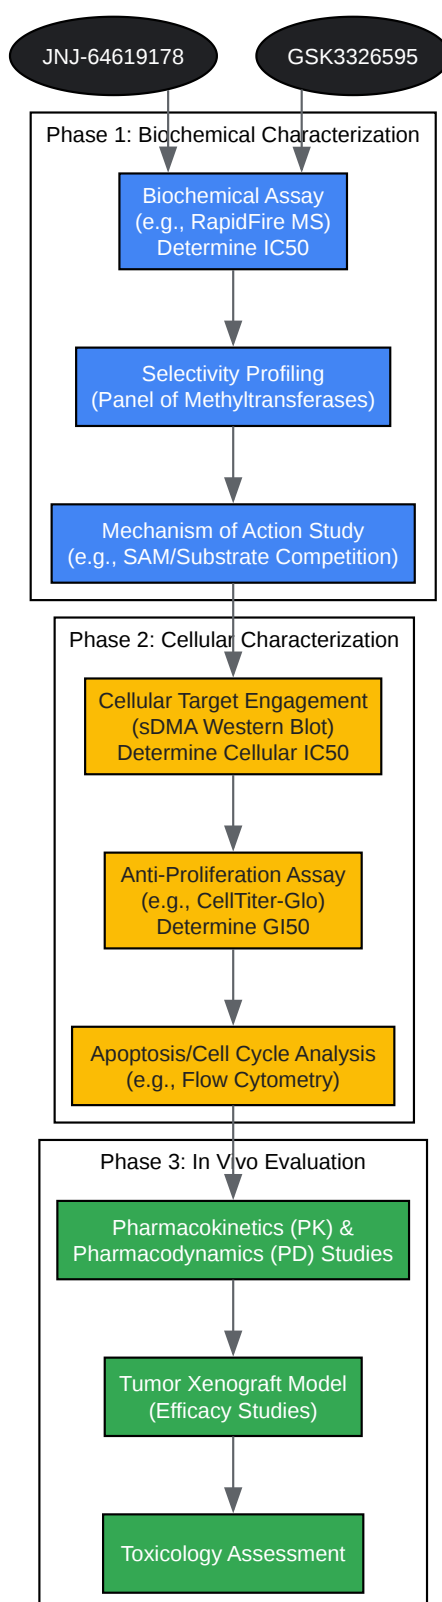 JNJ-64619178
GSK3326595
Phase 1: Biochemical Characterization
Biochemical Assay
(e.g., RapidFire MS)
Determine IC50
Selectivity Profiling
(Panel of Methyltransferases)
Mechanism of Action Study
(e.g., SAM/Substrate Competition)
Phase 2: Cellular Characterization
Cellular Target Engagement
(sDMA Western Blot)
Determine Cellular IC50
Anti-Proliferation Assay
(e.g., CellTiter-Glo)
Determine GI50
Apoptosis/Cell Cycle Analysis
(e.g., Flow Cytometry)
Phase 3: In Vivo Evaluation
Pharmacokinetics (PK) &
Pharmacodynamics (PD) Studies
Tumor Xenograft Model
(Efficacy Studies)
Toxicology Assessment